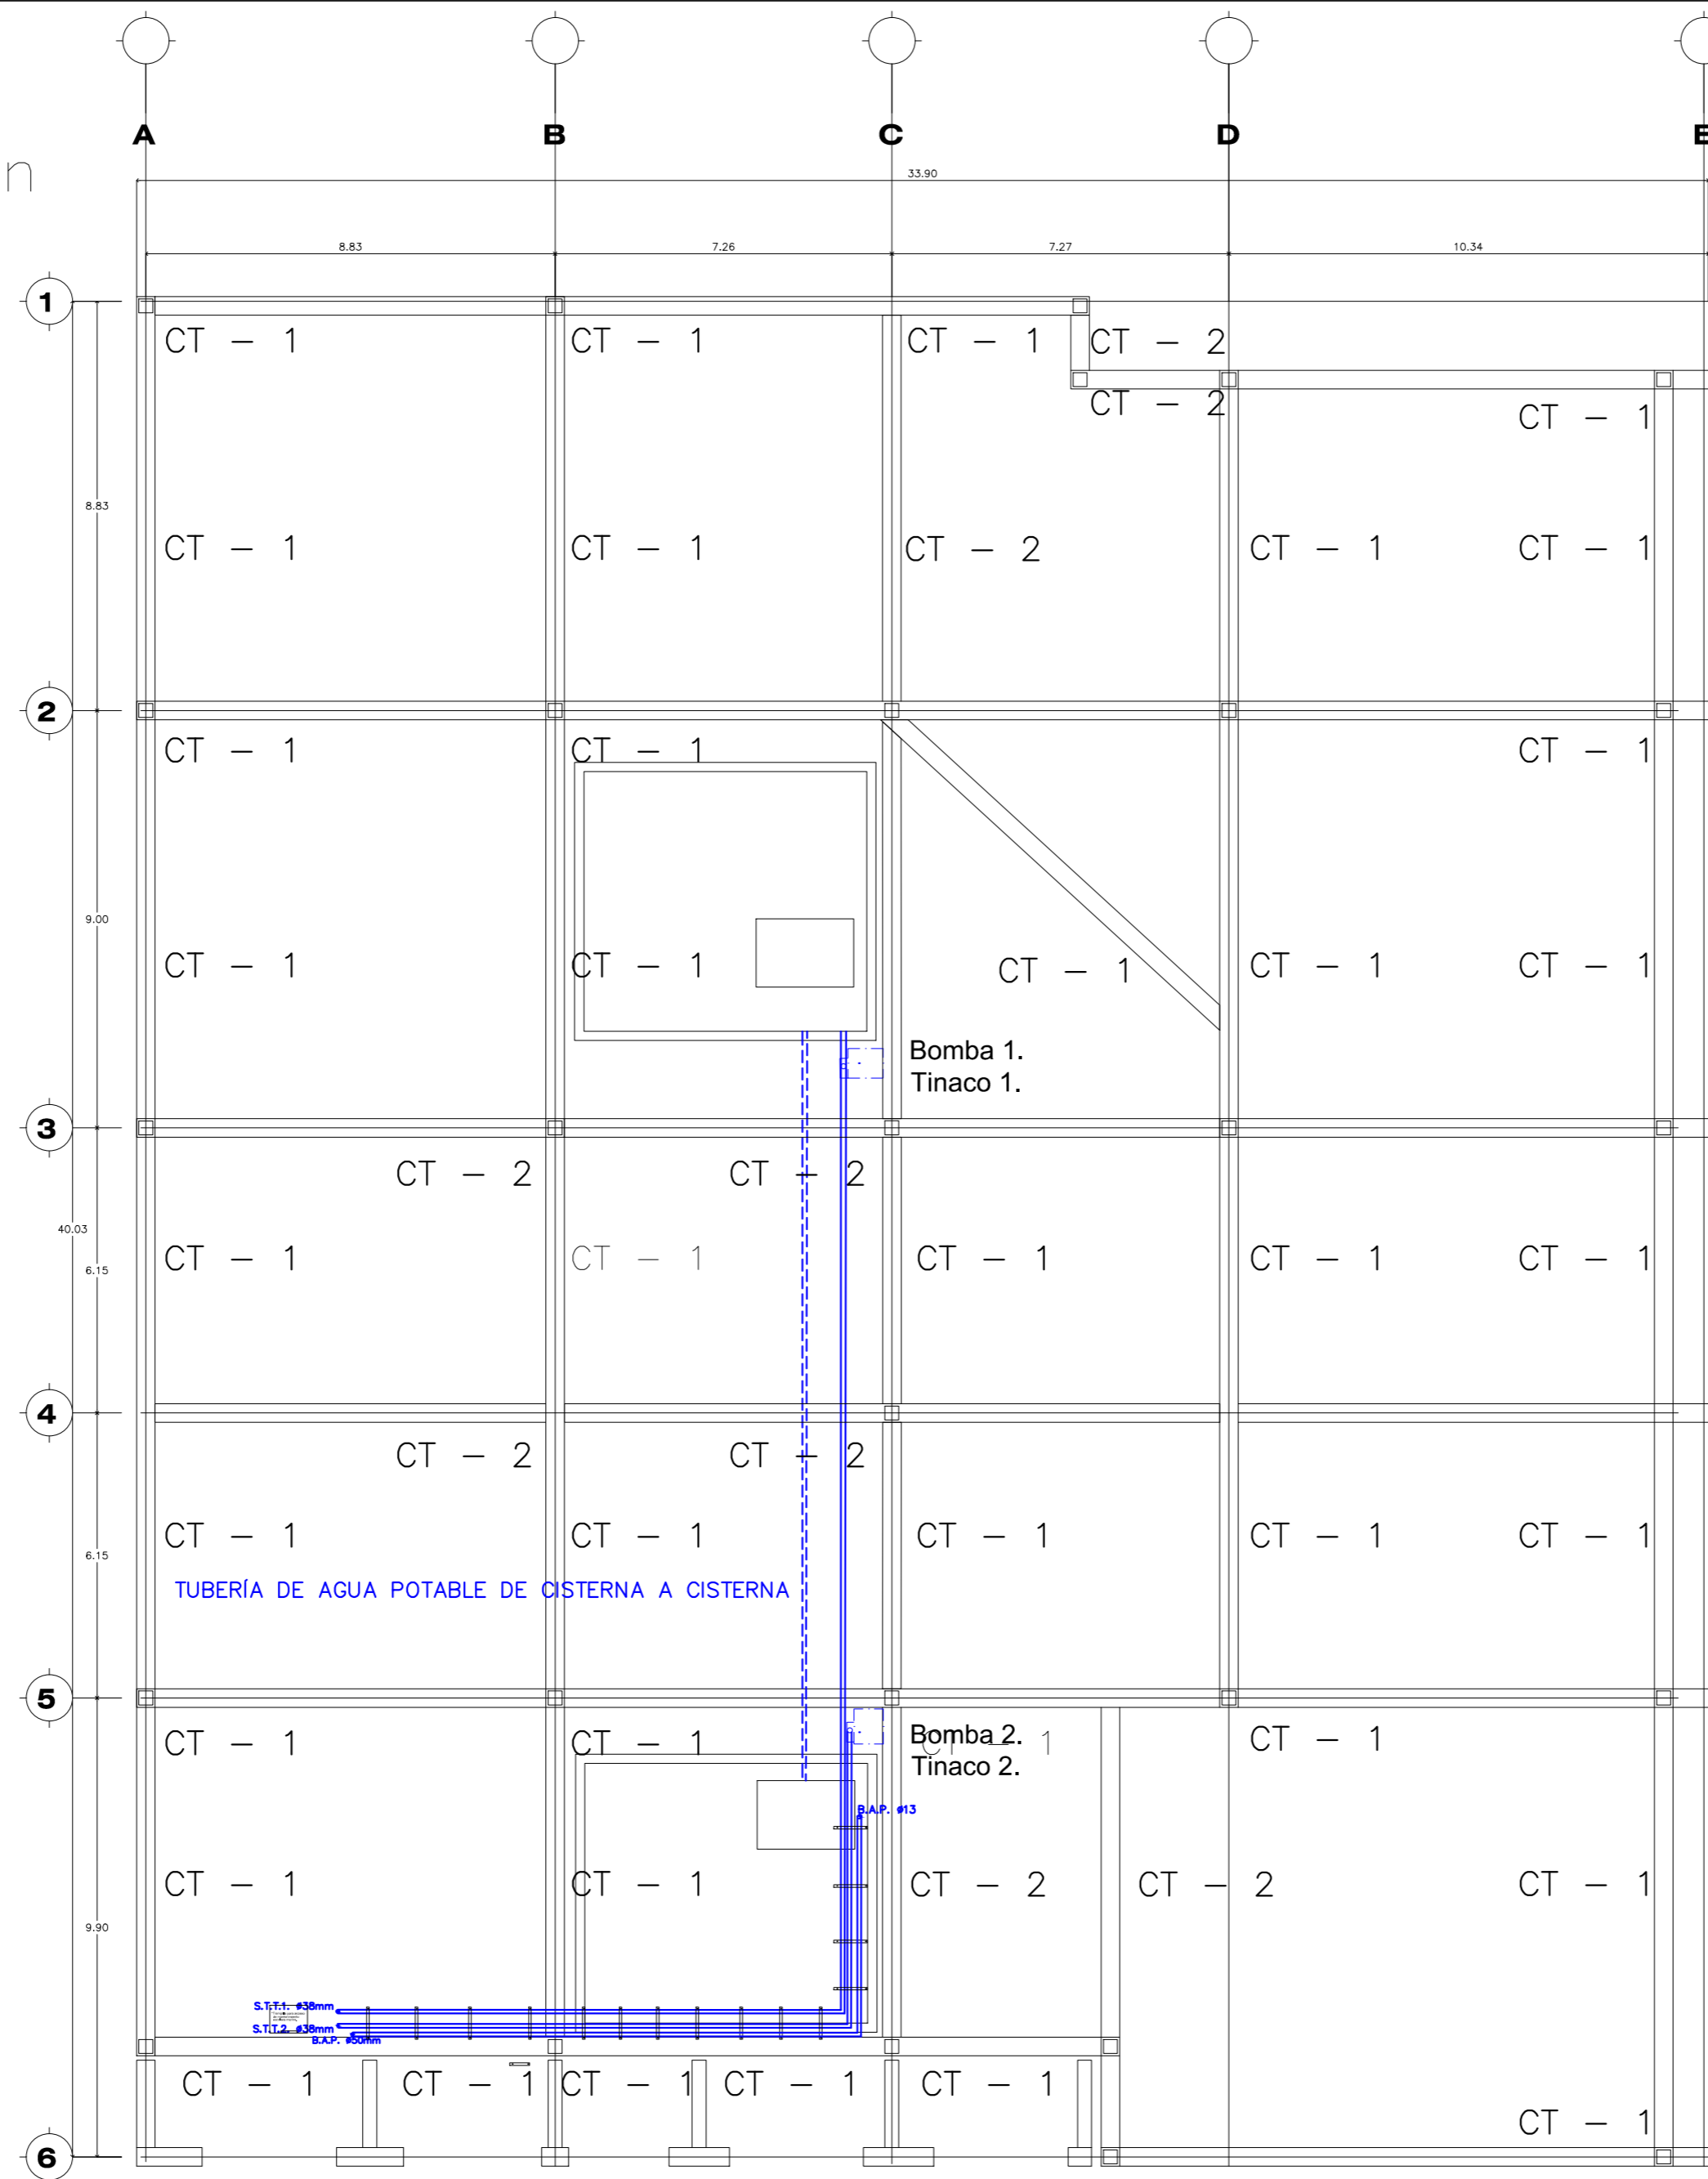 A B C D E
n
33.90
8.83 7.26 7.27 10.34
1
CT - 1 CT - 1 CT - 1 CT - 2
CT - 2
CT - 1
8.83
CT - 1 CT - 1 CT - 2 CT - 1 CT - 1
2
CT - 1 CT - 1 CT - 1
9.00
CT - 1 CT - 1 CT - 1 CT - 1 CT - 1
Bomba 1.
Tinaco 1.
3
CT - 2 CT - 2
40.03
CT - 1 CT - 1 CT - 1 CT - 1 CT - 1
6.15
4
CT - 2 CT - 2
CT - 1 CT - 1 CT - 1 CT - 1 CT - 1
6.15
TUBERÍA DE AGUA POTABLE DE CISTERNA A CISTERNA
5
CT - 1 CT - 1 CT - 1 CT - 1
Bomba 2.
Tinaco 2.
B.A.P. ø13
CT - 1 CT - 1 CT - 2 CT - 2 CT - 1
9.90
S.T.T.1. ø38mm
S.T.T.2. ø38mm
B.A.P. ø50mm
CT - 1 CT - 1 CT - 1 CT - 1 CT - 1
CT - 1
6